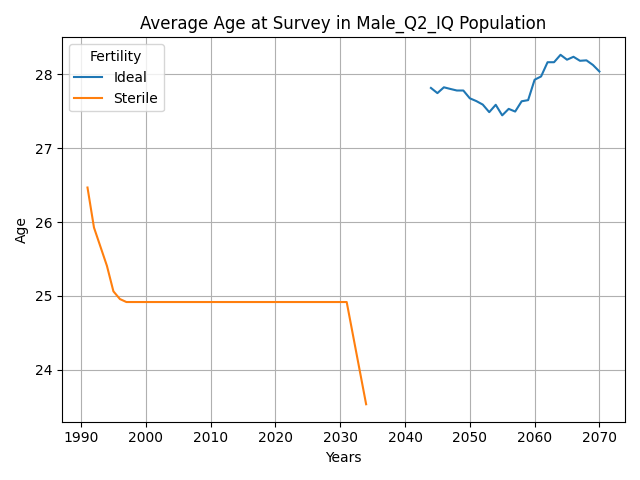 Average Age at Survey in Male_Q2_IQ Population
Fertility
Ideal
Sterile
28
27
26
25
24
Age
1990 2000 2010 2020 2030 2040 2050 2060 2070
Years